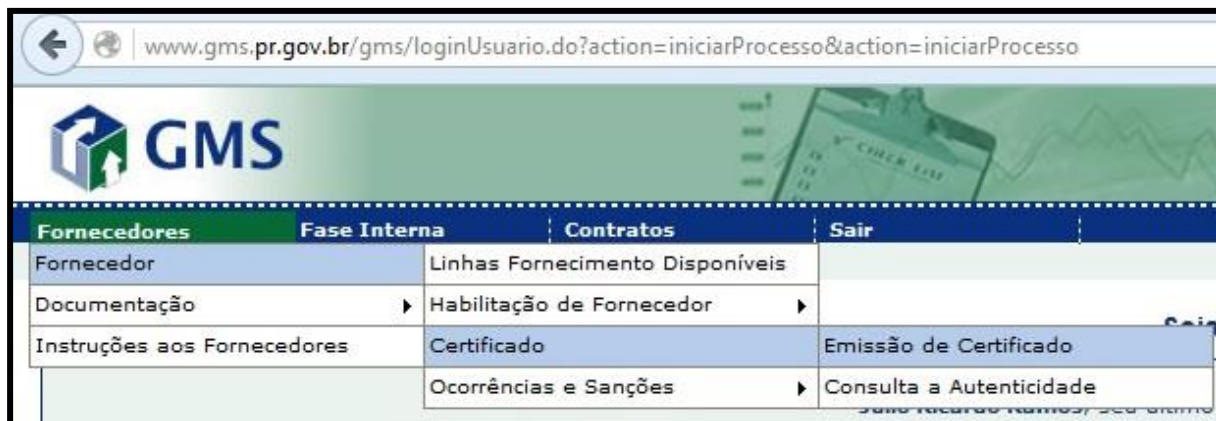 www.gms.pr.gov.br/gms/loginUsuario.do?action=iniciarProcesso&action=iniciarProcesso
CHECK LIST
GMS
Fornecedores Fase Interna Contratos Sair
Fornecedor Linhas Fornecimento Disponíveis
Documentação Habilitação de Fornecedor
Instruções aos Fornecedores Certificado Emissão de Certificado
Ocorrências e Sanções Consulta a Autenticidade